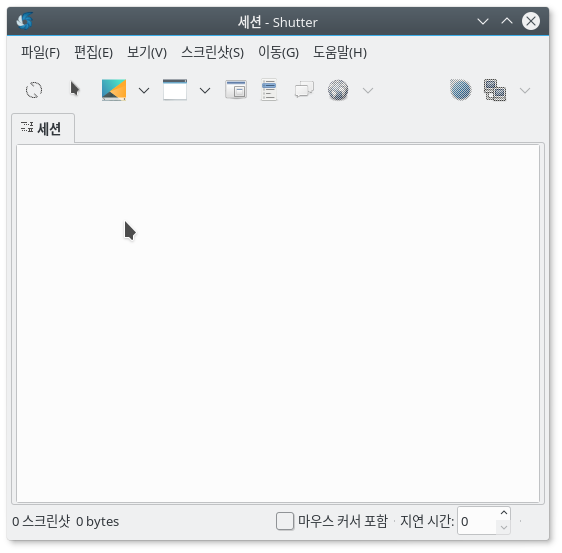 세션 - Shutter
파일(F) 편집(E) 보기(V) 스크린샷(S) 이동(G) 도움말(H)
세션
0 스크린샷 0 bytes 마우스 커서 포함 지연 시간: 0